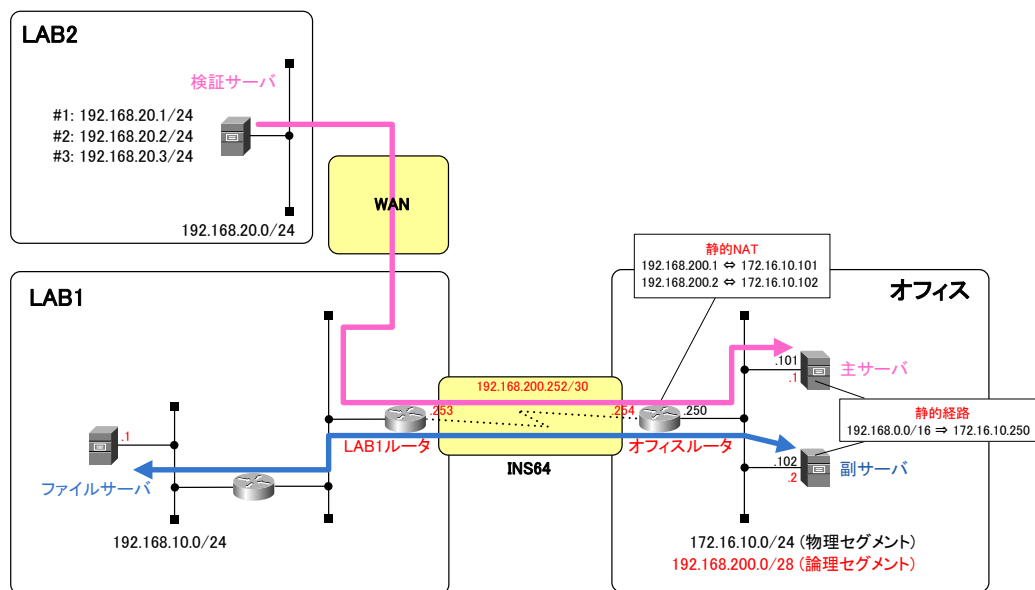 LAB2
検証サーバ
#1: 192.168.20.1/24
#2: 192.168.20.2/24
#3: 192.168.20.3/24
192.168.20.0/24
WAN
静的NAT
192.168.200.1 ⇔ 172.16.10.101
192.168.200.2 ⇔ 172.16.10.102
LAB1
オフィス
.101
.1
主サーバ
192.168.200.252/30
.253
.254
.250
静的経路
192.168.0.0/16 ⇒ 172.16.10.250
LAB1ルータ
オフィスルータ
INS64
.1
ファイルサーバ
.102
.2
副サーバ
192.168.10.0/24
172.16.10.0/24 (物理セグメント)
192.168.200.0/28 (論理セグメント)